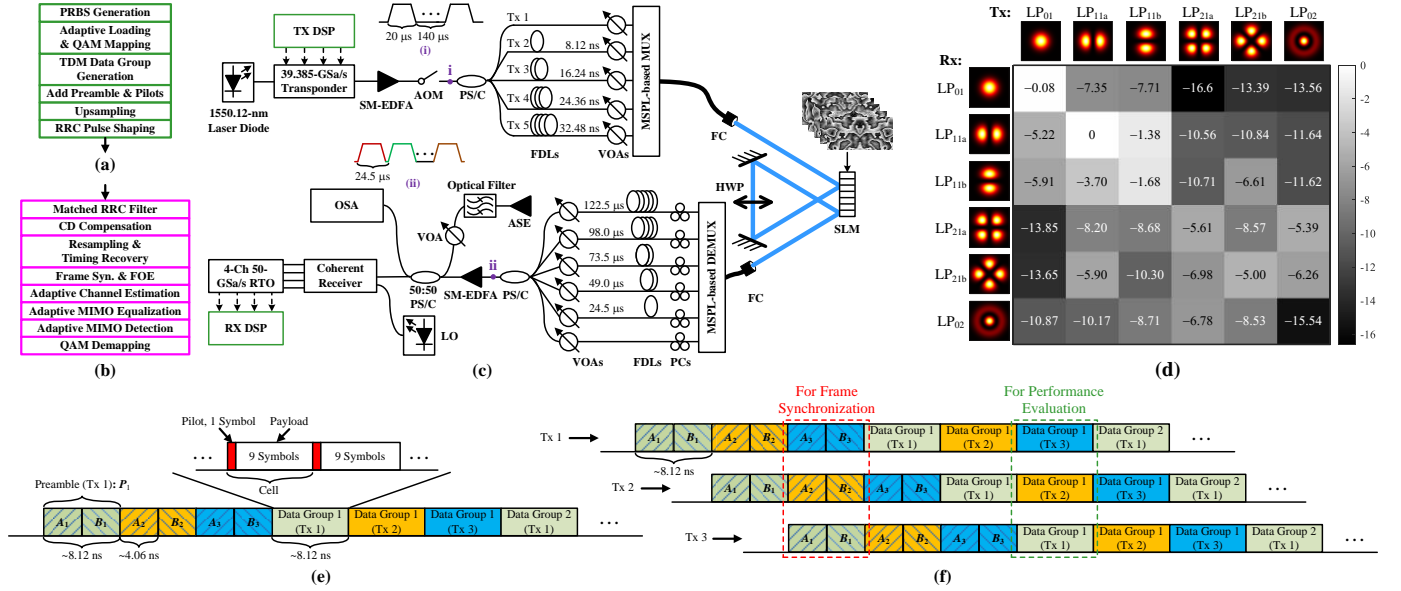 PRBS Generation
Adaptive Loading
& QAM Mapping
TDM Data Group
Generation
Add Preamble & Pilots
Upsampling
RRC Pulse Shaping
(a)
Matched RRC Filter
CD Compensation
Resampling &
Timing Recovery
Frame Syn. & FOE
Adaptive Channel Estimation
Adaptive MIMO Equalization
Adaptive MIMO Detection
QAM Demapping
(b)
20 μs 140 μs
(i)
TX DSP
39.385-GSa/s
Transponder
1550.12-nm
Laser Diode
SM-EDFA
AOM
i
PS/C
Tx 1
Tx 2
8.12 ns
Tx 3
16.24 ns
Tx 4
24.36 ns
Tx 5
32.48 ns
FDLs
VOAs
MSPL-based MUX
FC
SLM
HWP
FC
24.5 μs
(ii)
Optical Filter
OSA
ASE
VOA
4-Ch 50-
GSa/s RTO
Coherent
Receiver
50:50
PS/C
SM-EDFA
ii
PS/C
RX DSP
LO
122.5 μs
98.0 μs
73.5 μs
49.0 μs
24.5 μs
VOAs
FDLs
PCs
MSPL-based DEMUX
(c)
Tx: LP01 LP11a LP11b LP21a LP21b LP02
Rx:
LP01 −0.08 −7.35 −7.71 −16.6 −13.39 −13.56
LP11a −5.22 0 −1.38 −10.56 −10.84 −11.64
LP11b −5.91 −3.70 −1.68 −10.71 −6.61 −11.62
LP21a −13.85 −8.20 −8.68 −5.61 −8.57 −5.39
LP21b −13.65 −5.90 −10.30 −6.98 −5.00 −6.26
LP02 −10.87 −10.17 −8.71 −6.78 −8.53 −15.54
0
-2
-4
-6
-8
-10
-12
-14
-16
(d)
Pilot, 1 Symbol
Payload
... 9 Symbols 9 Symbols ...
Cell
Preamble (Tx 1): P1
A1 B1 A2 B2 A3 B3 Data Group 1 (Tx 1) Data Group 1 (Tx 2) Data Group 1 (Tx 3) Data Group 2 (Tx 1) ...
~8.12 ns ~4.06 ns ~8.12 ns
(e)
For Frame
Synchronization
For Performance
Evaluation
Tx 1 A1 B1 A2 B2 A3 B3 Data Group 1 (Tx 1) Data Group 1 (Tx 2) Data Group 1 (Tx 3) Data Group 2 (Tx 1) ...
~8.12 ns
Tx 2 A1 B1 A2 B2 A3 B3 Data Group 1 (Tx 1) Data Group 1 (Tx 2) Data Group 1 (Tx 3) Data Group 2 (Tx 1) ...
Tx 3 A1 B1 A2 B2 A3 B3 Data Group 1 (Tx 1) Data Group 1 (Tx 2) Data Group 1 (Tx 3) Data Group 2 (Tx 1) ...
(f)